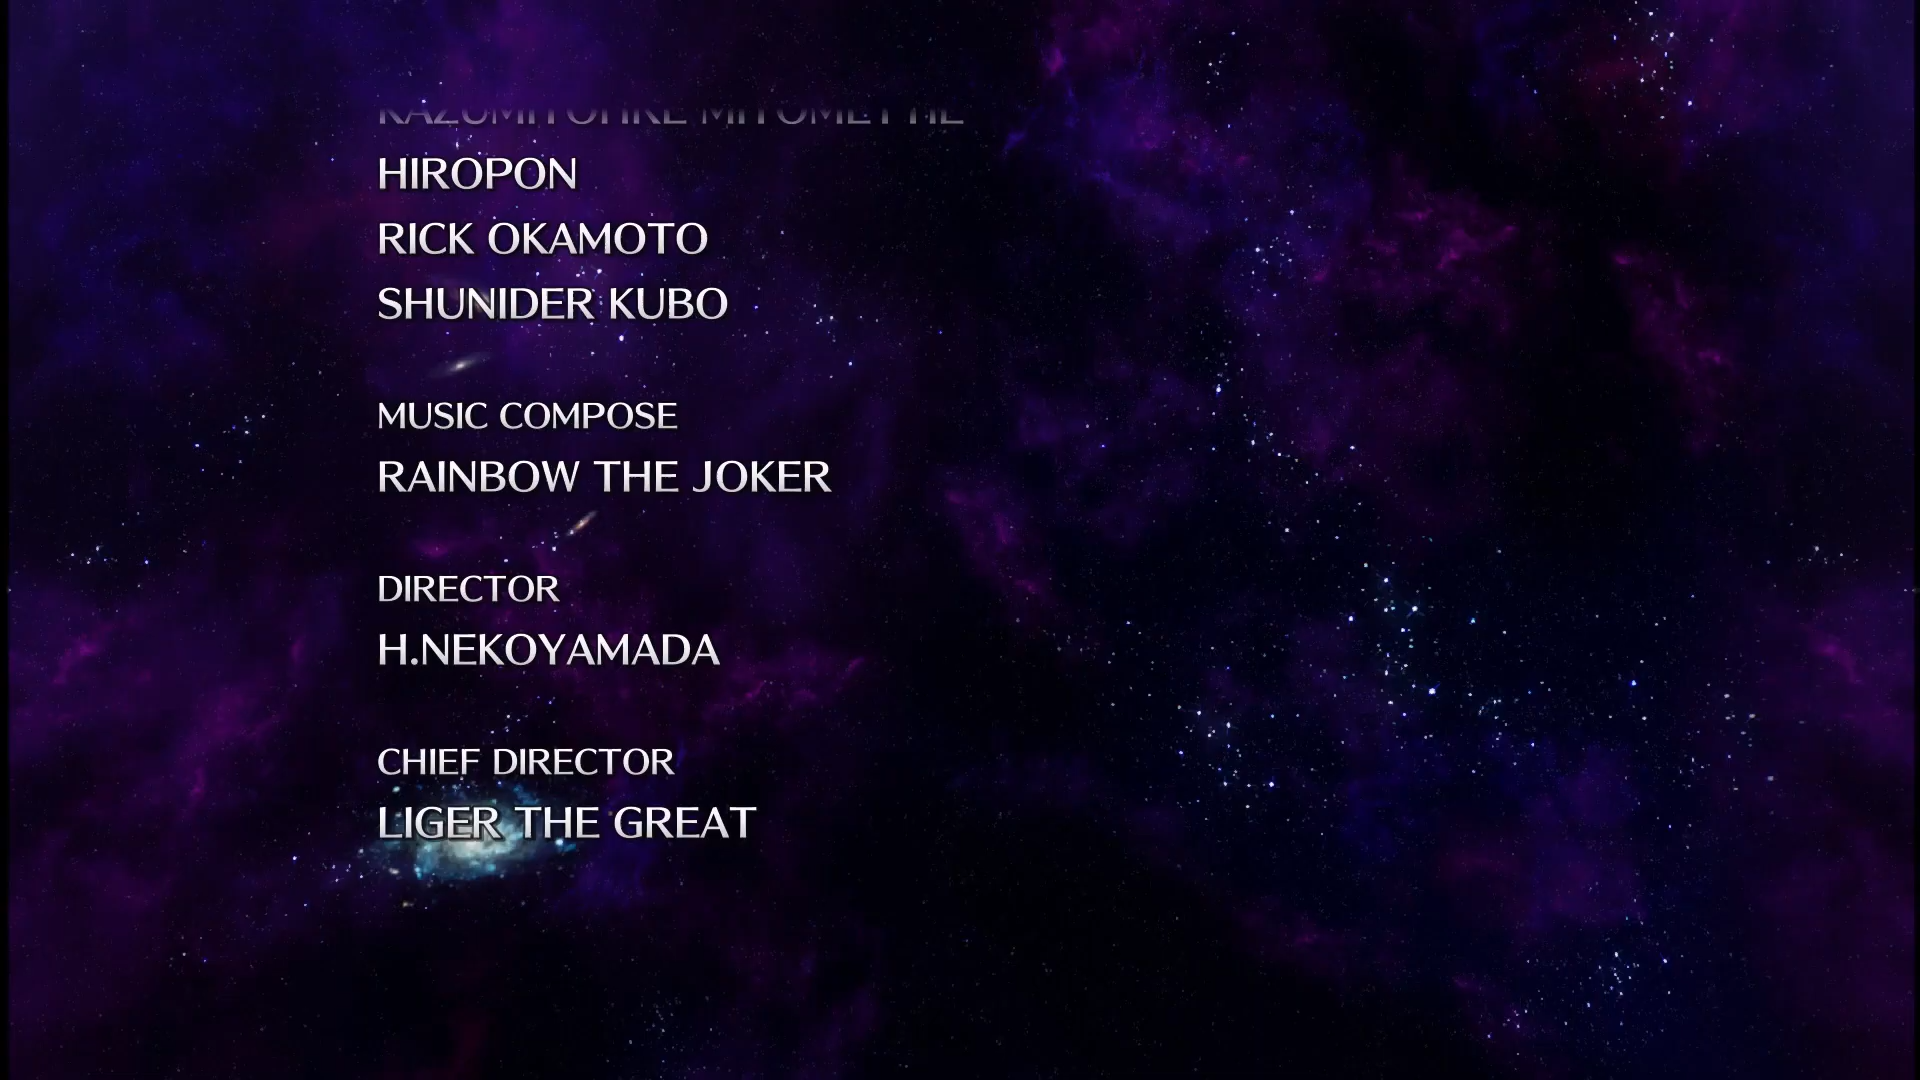 HIROPON
RICK OKAMOTO
SHUNIDER KUBO
MUSIC COMPOSE
RAINBOW THE JOKER
DIRECTOR
H.NEKOYAMADA
CHIEF DIRECTOR
LIGER THE GREAT